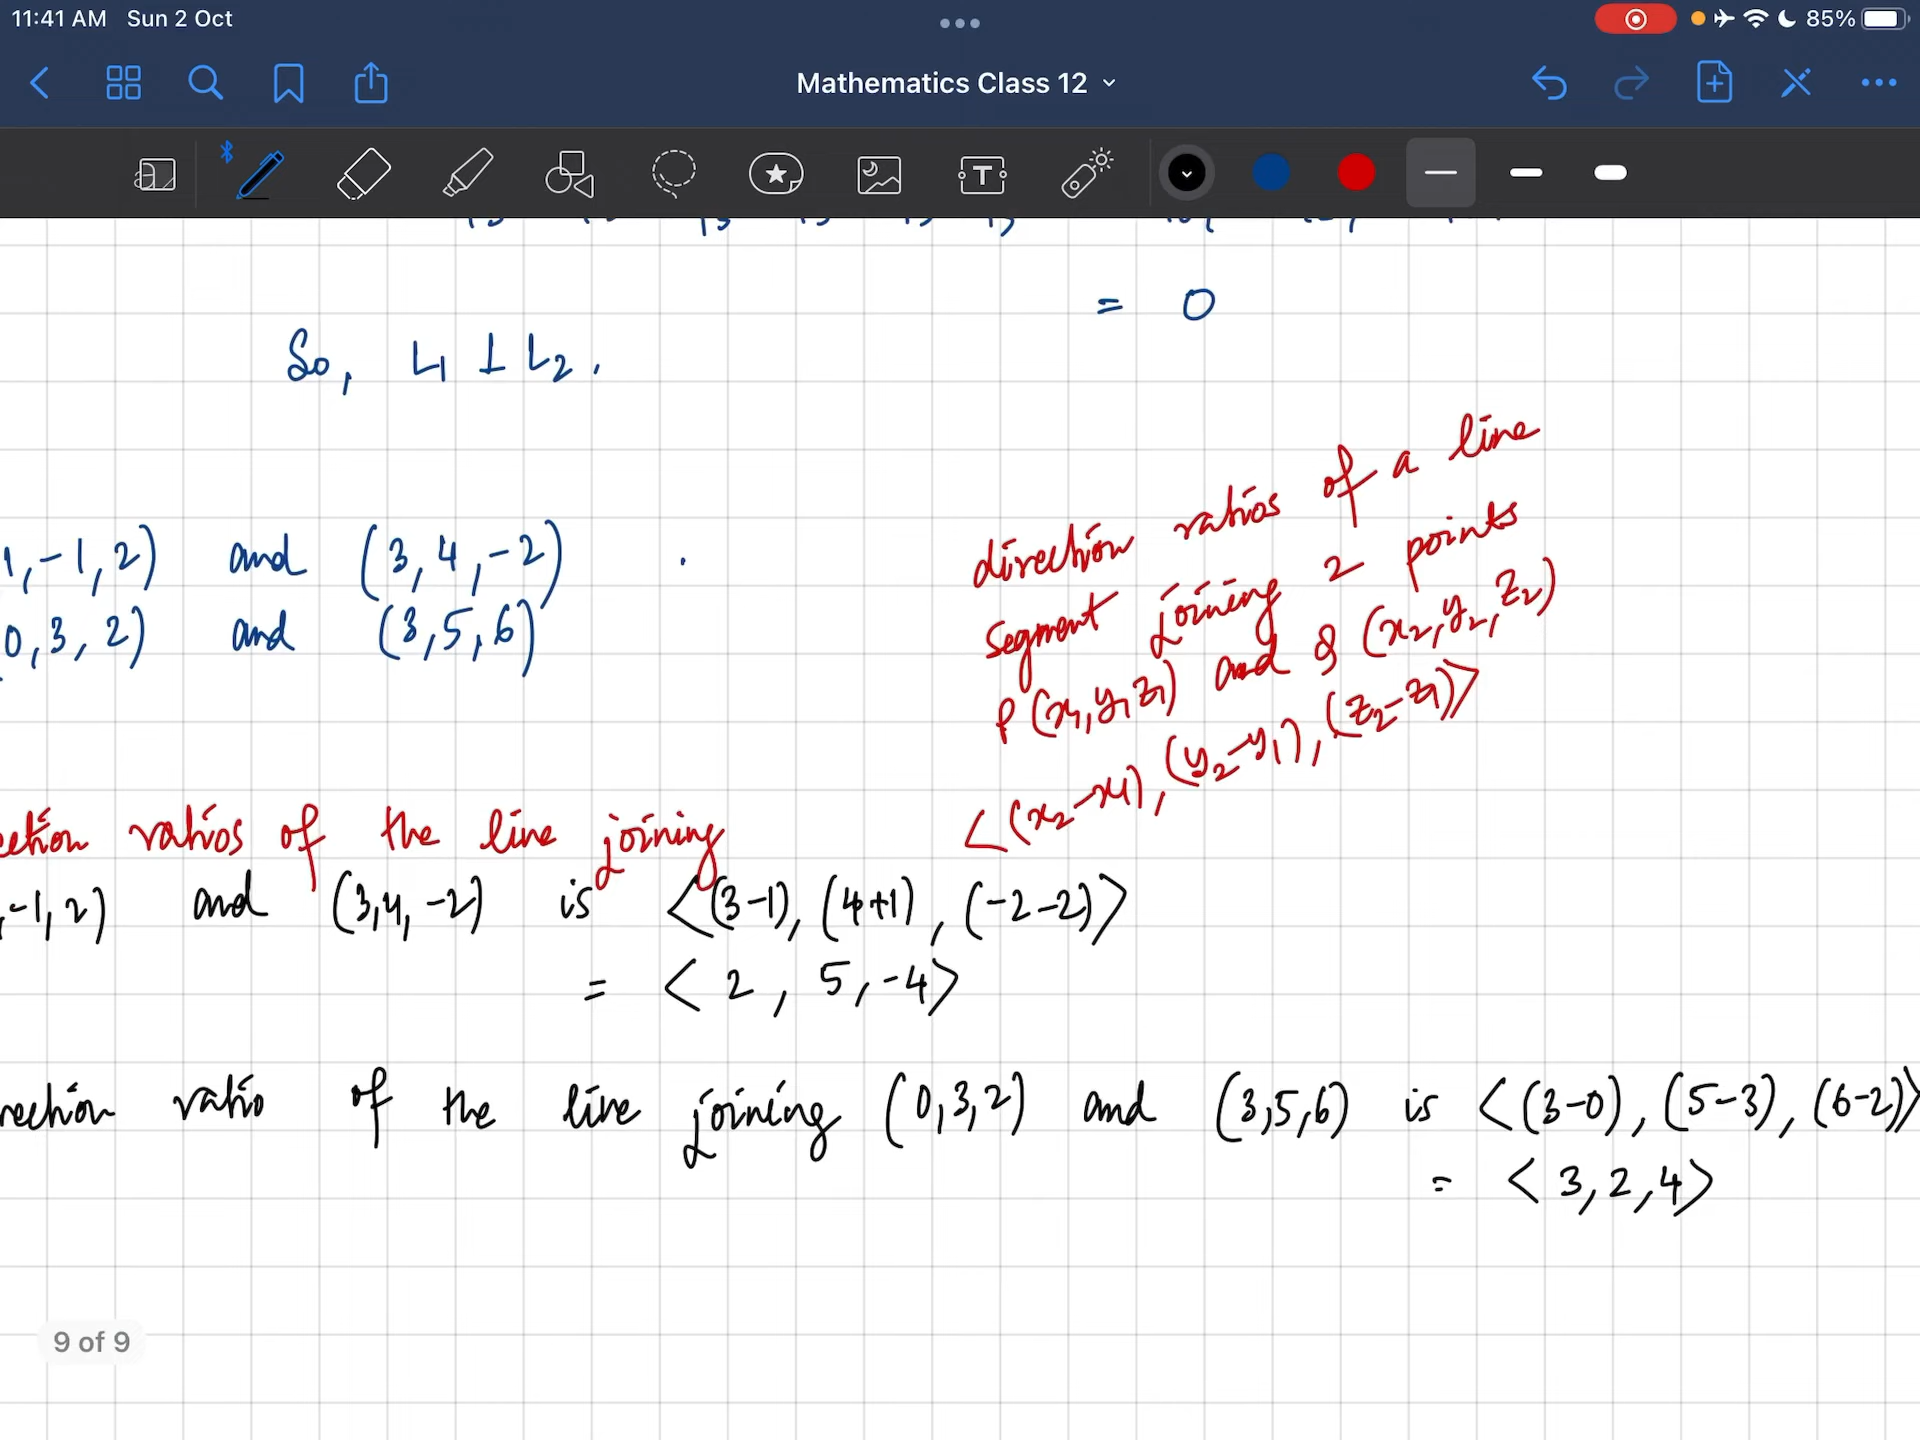 11:41 AM Sun 2 Oct
85%
Mathematics Class 12
T
= 0
So, L1 ⊥ L2.
1,-1,2) and (3,4,-2)
0,3,2) and (3,5,6)
direction ratios of a line
segment joining 2 points
P(x1,y1,z1) and Q(x2,y2,z2)
<(x2-x1),(y2-y1),(z2-z1)>
ection ratios of the line joining
,-1,2) and (3,4,-2) is <(3-1),(4+1),(-2-2)>
= <2, 5, -4>
rection ratio of the line joining (0,3,2) and (3,5,6) is <(3-0),(5-3),(6-2)>
= <3,2,4>
9 of 9